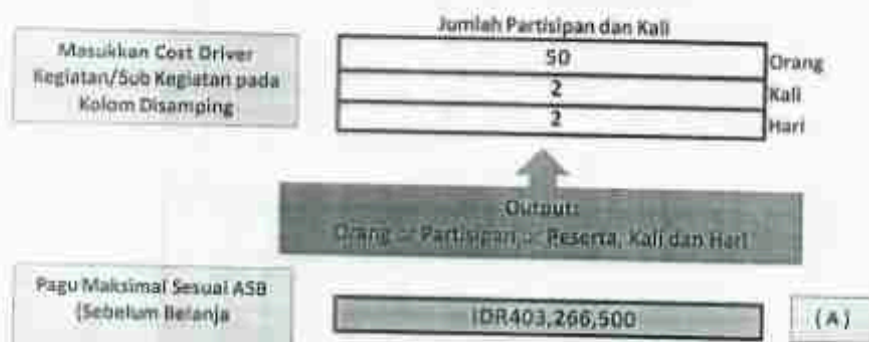 Jumlah Partisipan dan Kali
Masukkan Cost Driver
Kegiatan/Sub Kegiatan pada
Kolom Disamping
50 Orang
2 Kali
2 Hari
Output:
Orang = Partisipan = Peserta, Kali dan Hari
Pagu Maksimal Sesuai ASB
(Sebelum Belanja
IDR403,266,500
(A)